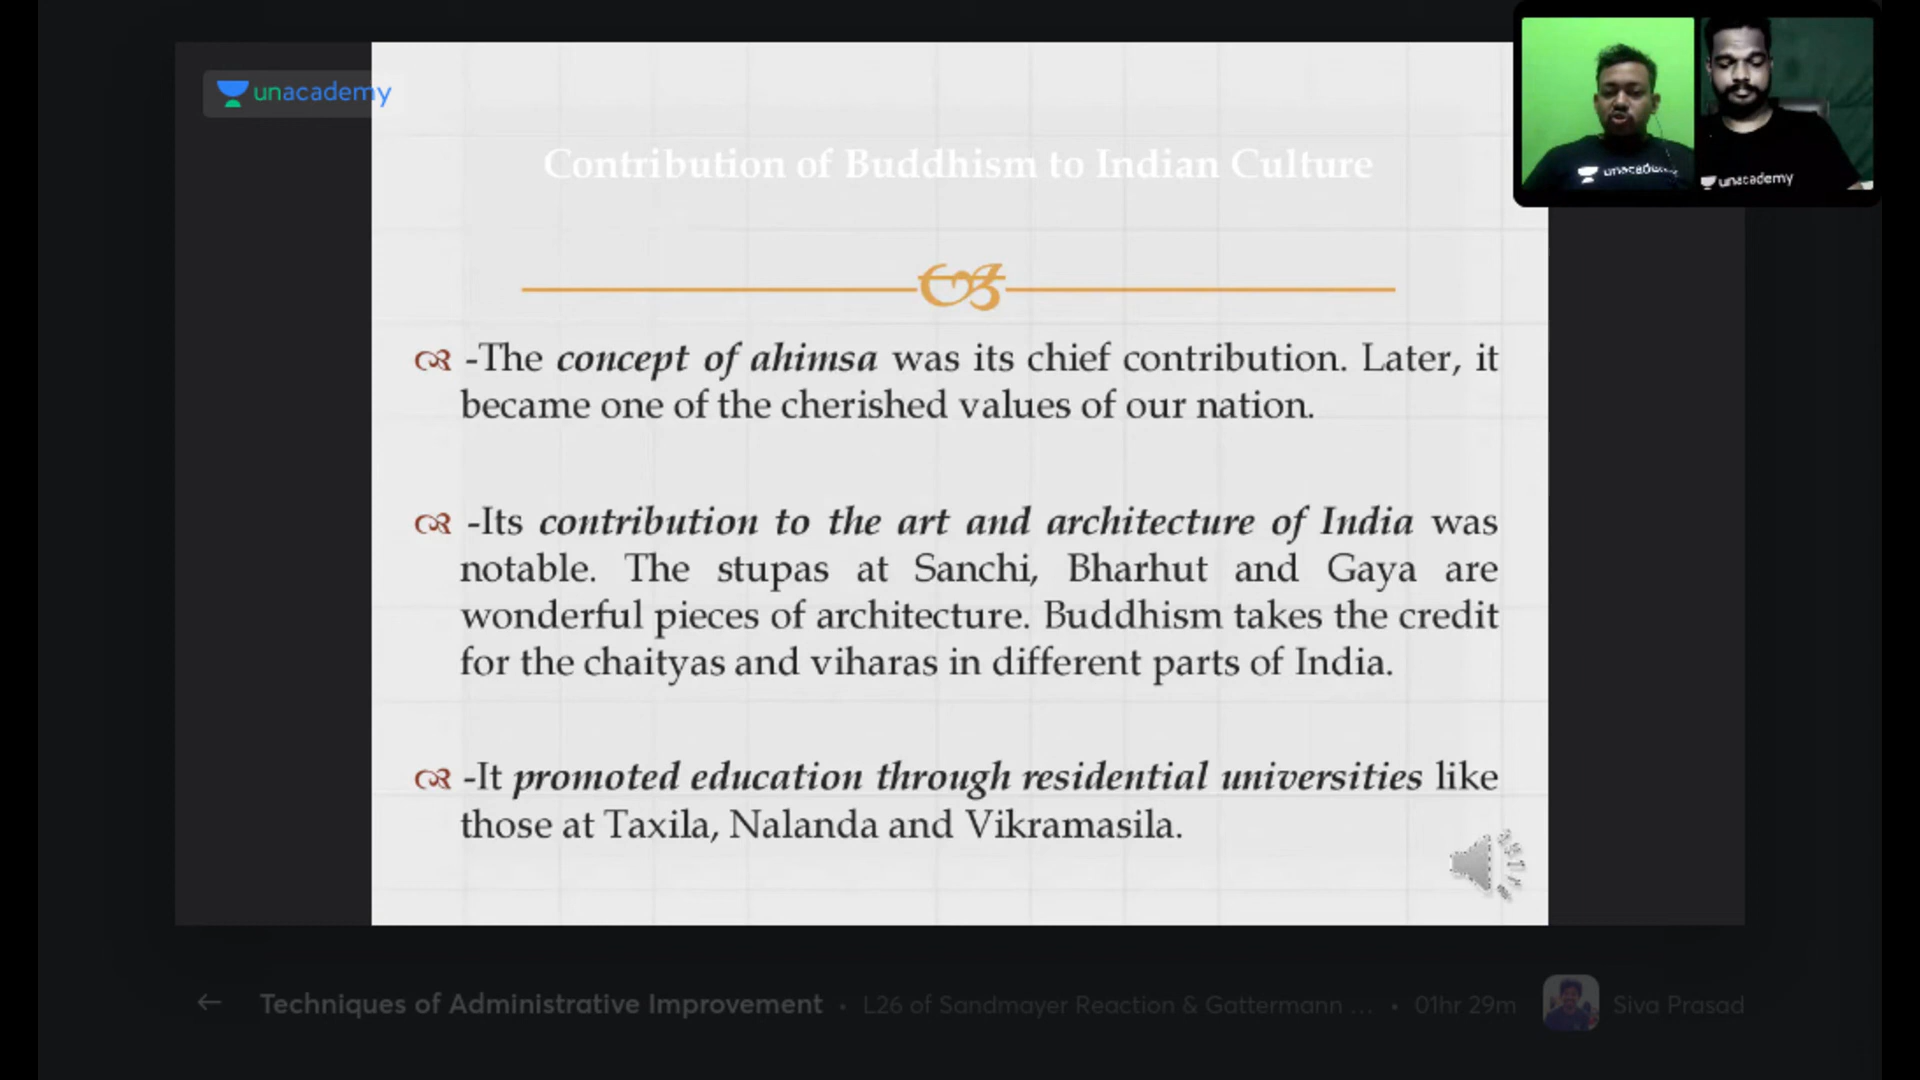 unacademy
Contribution of Buddhism to Indian Culture
-The concept of ahimsa was its chief contribution. Later, it
became one of the cherished values of our nation.
-Its contribution to the art and architecture of India was
notable. The stupas at Sanchi, Bharhut and Gaya are
wonderful pieces of architecture. Buddhism takes the credit
for the chaityas and viharas in different parts of India.
-It promoted education through residential universities like
those at Taxila, Nalanda and Vikramasila.
unacademy
unacademy
Techniques of Administrative Improvement • L26 of Sandmayer Reaction & Gattermann ... • 01hr 29m Siva Prasad